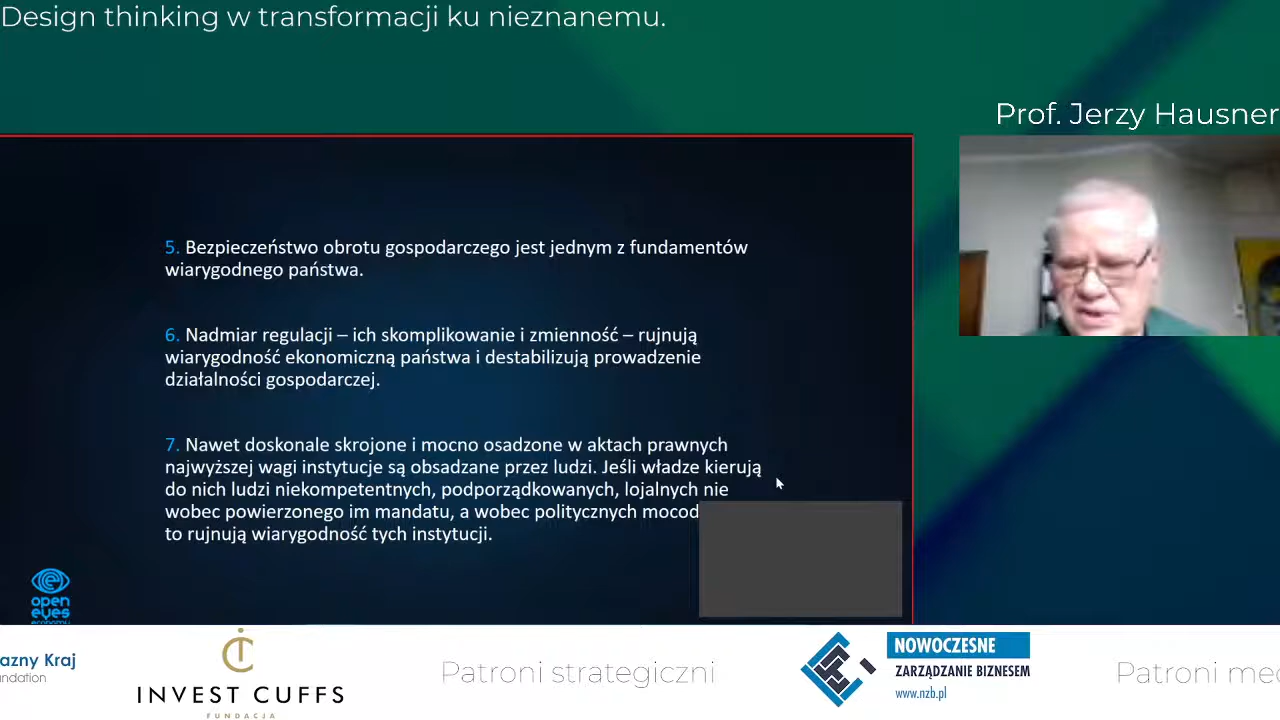 Design thinking w transformacji ku nieznanemu.
Prof. Jerzy Hausner
5. Bezpieczeństwo obrotu gospodarczego jest jednym z fundamentów
wiarygodnego państwa.
6. Nadmiar regulacji – ich skomplikowanie i zmienność – rujnują
wiarygodność ekonomiczną państwa i destabilizują prowadzenie
działalności gospodarczej.
7. Nawet doskonale skrojone i mocno osadzone w aktach prawnych
najwyższej wagi instytucje są obsadzane przez ludzi. Jeśli władze kierują
do nich ludzi niekompetentnych, podporządkowanych, lojalnych nie
wobec powierzonego im mandatu, a wobec politycznych
to rujnują wiarygodność tych instytucji.
open
eyes
economy
Kraj
INVEST CUFFS
FUNDACJA
Patroni strategiczni
NOWOCZESNE
ZARZĄDZANIE BIZNESEM
www.nzb.pl
Patroni